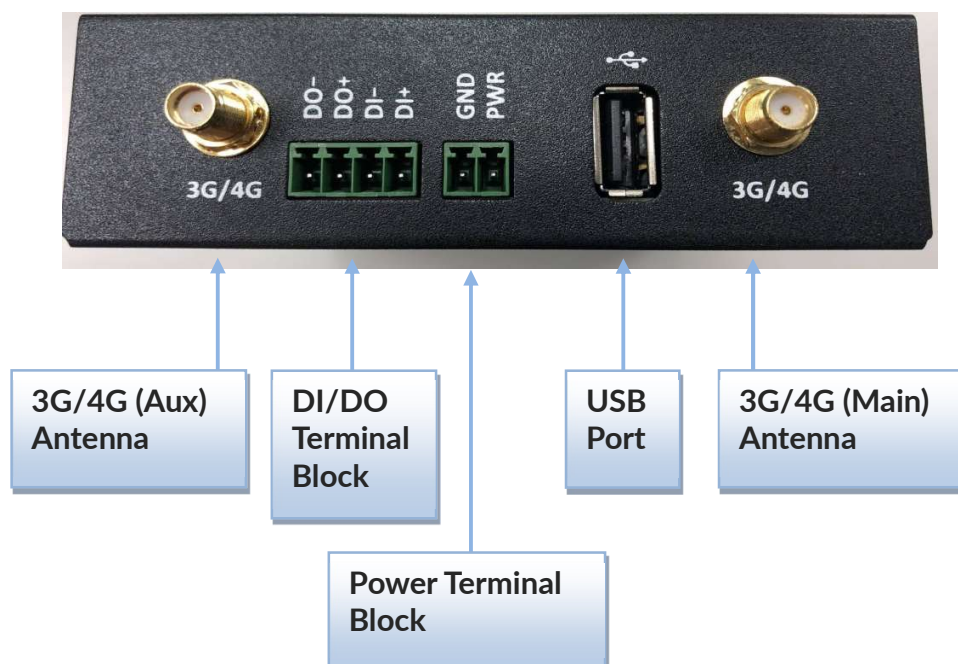 DO-
DO+
DI-
DI+
GND
PWR
3G/4G
3G/4G
3G/4G (Aux)
Antenna
DI/DO
Terminal
Block
USB
Port
3G/4G (Main)
Antenna
Power Terminal
Block